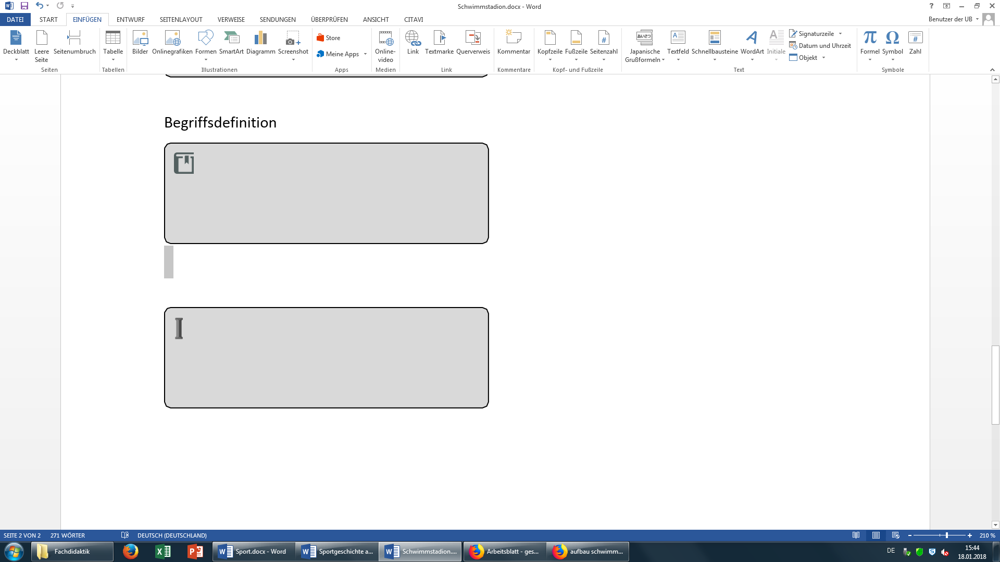 Schwimmstadion.docx - Word
DATEI START EINFÜGEN ENTWURF SEITENLAYOUT VERWEISE SENDUNGEN ÜBERPRÜFEN ANSICHT CITAVI Benutzer der UB
Deckblatt Leere Seite Seitenumbruch
Seiten
Tabelle
Tabellen
Bilder Onlinegrafiken Formen SmartArt Diagramm Screenshot
Illustrationen
Store
Meine Apps
Apps
Online-video
Medien
Link Textmarke Querverweis
Link
Kommentar
Kommentare
Kopfzeile Fußzeile Seitenzahl
Kopf- und Fußzeile
Japanische Grußformeln Textfeld Schnellbausteine WordArt Initiale
Signaturzeile
Datum und Uhrzeit
Objekt
Text
Formel Symbol Zahl
Symbole
Begriffsdefinition
SEITE 2 VON 2 271 WÖRTER DEUTSCH (DEUTSCHLAND) 210 %
Fachdidaktik Sport.docx - Word Sportgeschichte a... Schwimmstadion.... Arbeitsblatt - ges... aufbau schwimm... DE 15:44
18.01.2018